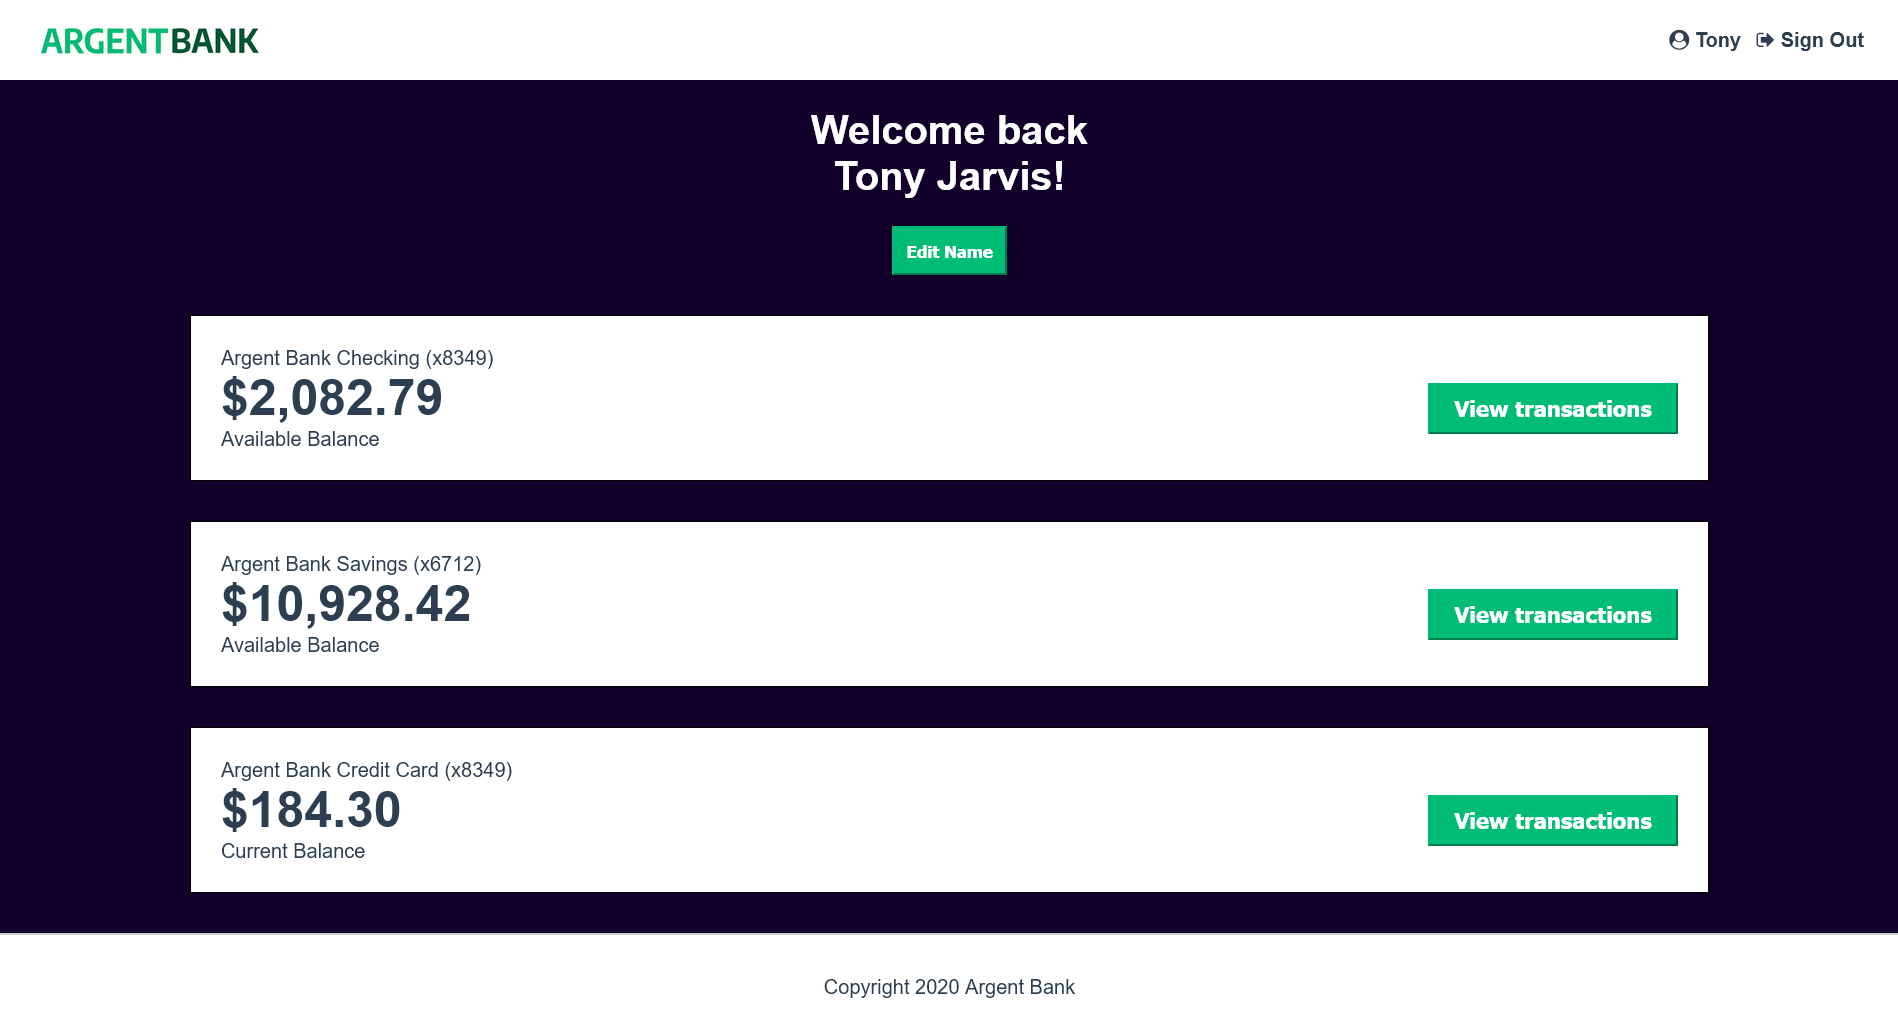 ARGENTBANK
Tony Sign Out
Welcome back
Tony Jarvis!
Edit Name
Argent Bank Checking (x8349)
$2,082.79
Available Balance
View transactions
Argent Bank Savings (x6712)
$10,928.42
Available Balance
View transactions
Argent Bank Credit Card (x8349)
$184.30
Current Balance
View transactions
Copyright 2020 Argent Bank